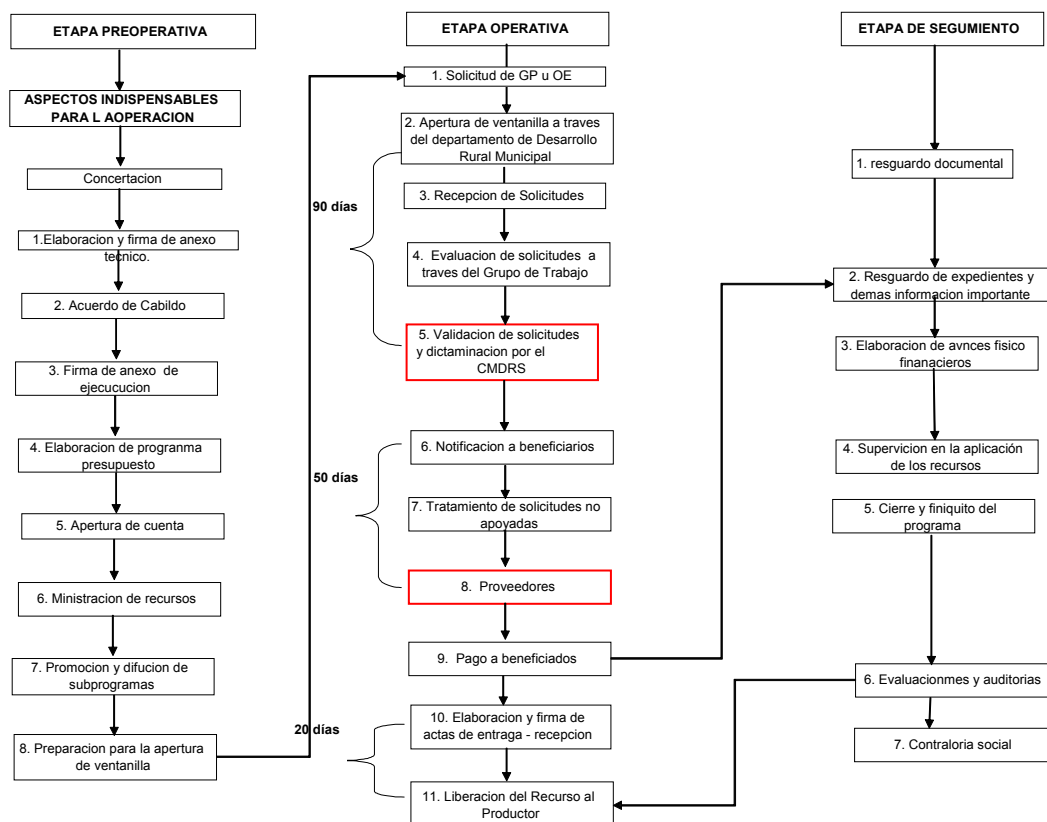 ETAPA PREOPERATIVA
ASPECTOS INDISPENSABLES
PARA L AOPERACION
Concertacion
1.Elaboracion y firma de anexo
tecnico.
2. Acuerdo de Cabildo
3. Firma de anexo de
ejecucucion
4. Elaboracion de programma
presupuesto
5. Apertura de cuenta
6. Ministracion de recursos
7. Promocion y difucion de
subprogramas
8. Preparacion para la apertura
de ventanilla
ETAPA OPERATIVA
1. Solicitud de GP u OE
2. Apertura de ventanilla a traves
del departamento de Desarrollo
Rural Municipal
3. Recepcion de Solicitudes
90 días
4. Evaluacion de solicitudes a
traves del Grupo de Trabajo
5. Validacion de solicitudes
y dictaminacion por el
CMDRS
6. Notificacion a beneficiarios
50 días
7. Tratamiento de solicitudes no
apoyadas
8. Proveedores
9. Pago a beneficiados
10. Elaboracion y firma de
actas de entraga - recepcion
20 días
11. Liberacion del Recurso al
Productor
ETAPA DE SEGUMIENTO
1. resguardo documental
2. Resguardo de expedientes y
demas informacion importante
3. Elaboracion de avnces fisico
finanacieros
4. Supervicion en la aplicación
de los recursos
5. Cierre y finiquito del
programa
6. Evaluacionmes y auditorias
7. Contraloria social